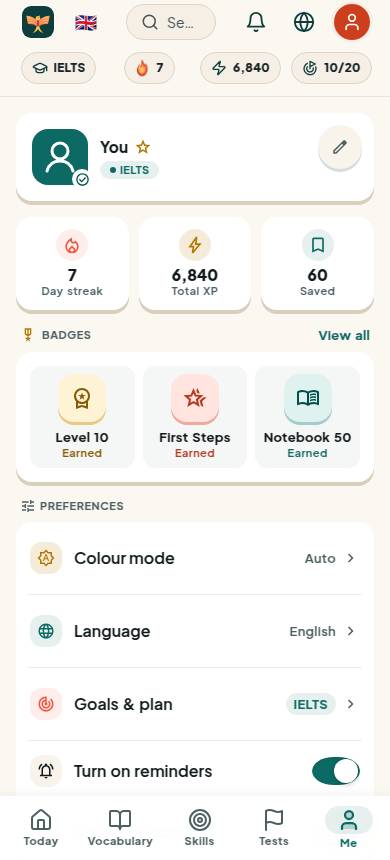 Se...
IELTS
7
6,840
10/20
You
IELTS
7
Day streak
6,840
Total XP
60
Saved
BADGES
View all
Level 10
Earned
First Steps
Earned
Notebook 50
Earned
PREFERENCES
Colour mode
Auto
Language
English
Goals & plan
IELTS
Turn on reminders
Today
Vocabulary
Skills
Tests
Me